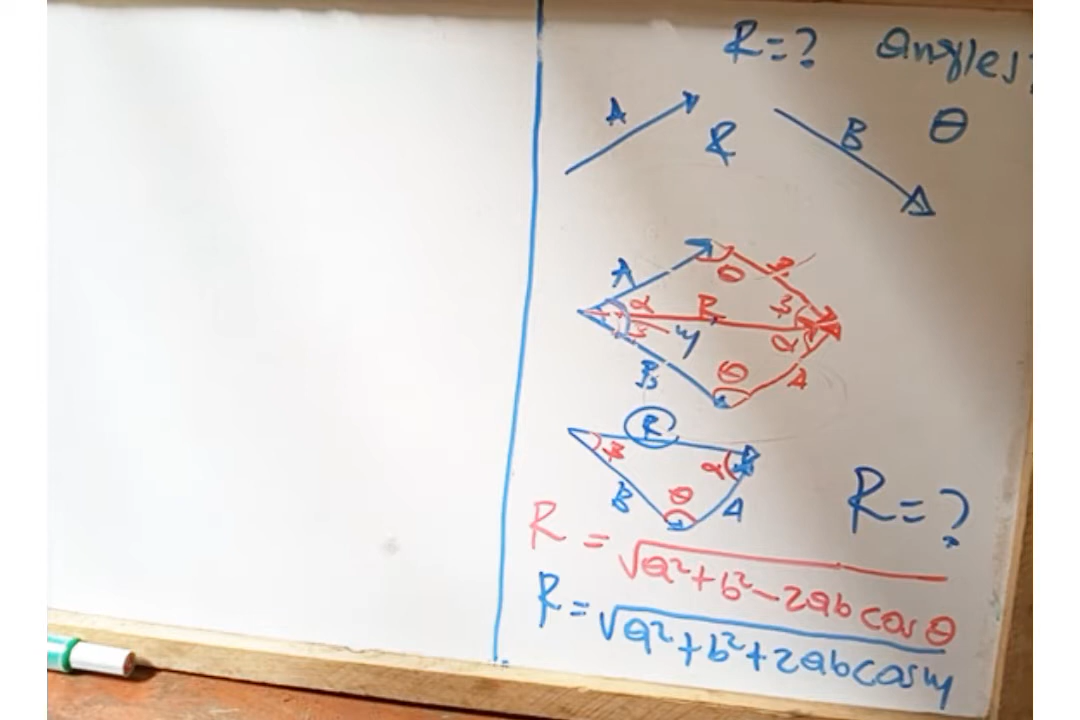 R=? angles?
A
R
B
θ
A
θ
B
α
R
β
β
y
α
B
θ
A
R
β
α
B
θ
A
R=?
R = √a²+b²-2ab cos θ
R = √a²+b²+2ab cos y